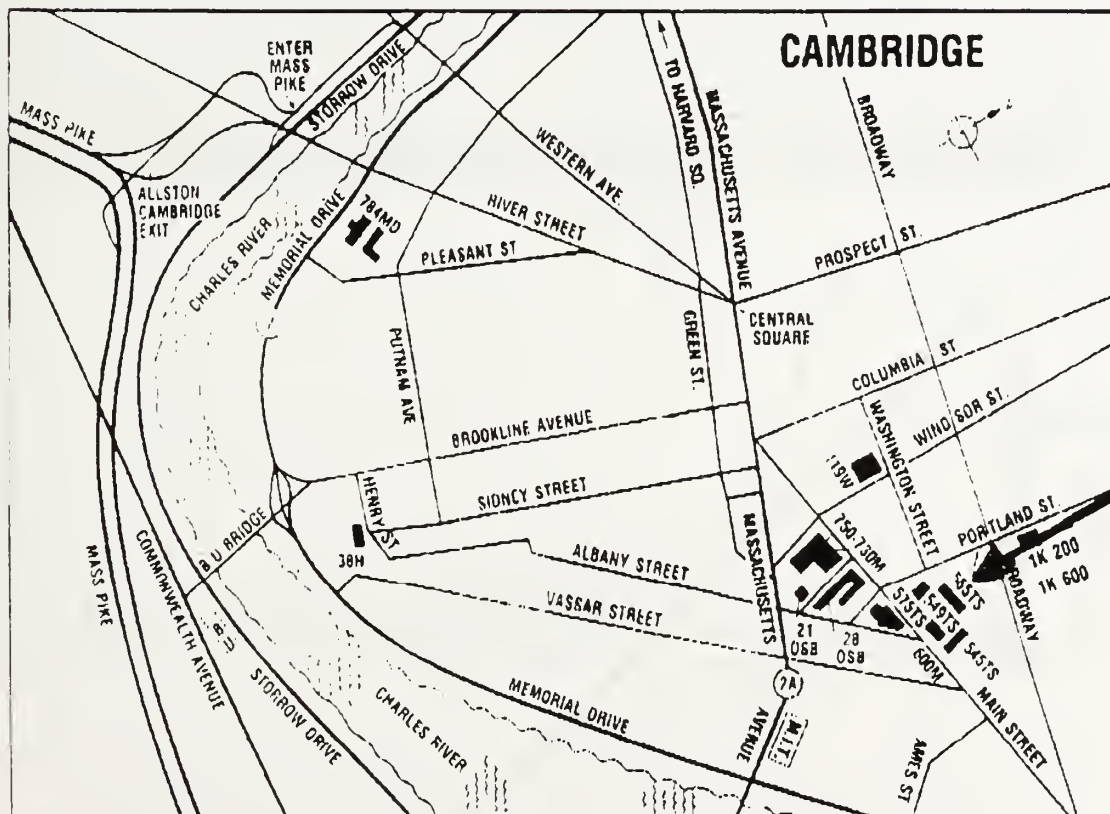 CAMBRIDGE
ENTER
MASS
PIKE
STORROW DRIVE
MASS PIKE
ALLSTON
CAMBRIDGE
EXIT
CHARLES RIVER
MEMORIAL DRIVE
784MD
WESTERN AVE.
RIVER STREET
PLEASANT ST
TO HARVARD SQ.
MASSACHUSETTS AVENUE
BROADWAY
PROSPECT ST.
CENTRAL
SQUARE
PUTNAM AVE
GREEN ST.
COLUMBIA ST
WASHINGTON STREET
WINDSOR ST.
BROOKLINE AVENUE
119W
HENRY ST
SIDNEY STREET
PORTLAND ST.
750-730M
MASSACHUSETTS
B U BRIDGE
38H
ALBANY STREET
VASSAR STREET
1K 200
1K 600
565TS
549TS
575TS
545TS
BROADWAY
21
OSB
28
OSB
600M
MASS PIKE
COMMONWEALTH AVENUE
B U
STORROW DRIVE
CHARLES RIVER
MEMORIAL DRIVE
2A
AVENUE
M.I.T.
MAIN STREET
AMES ST